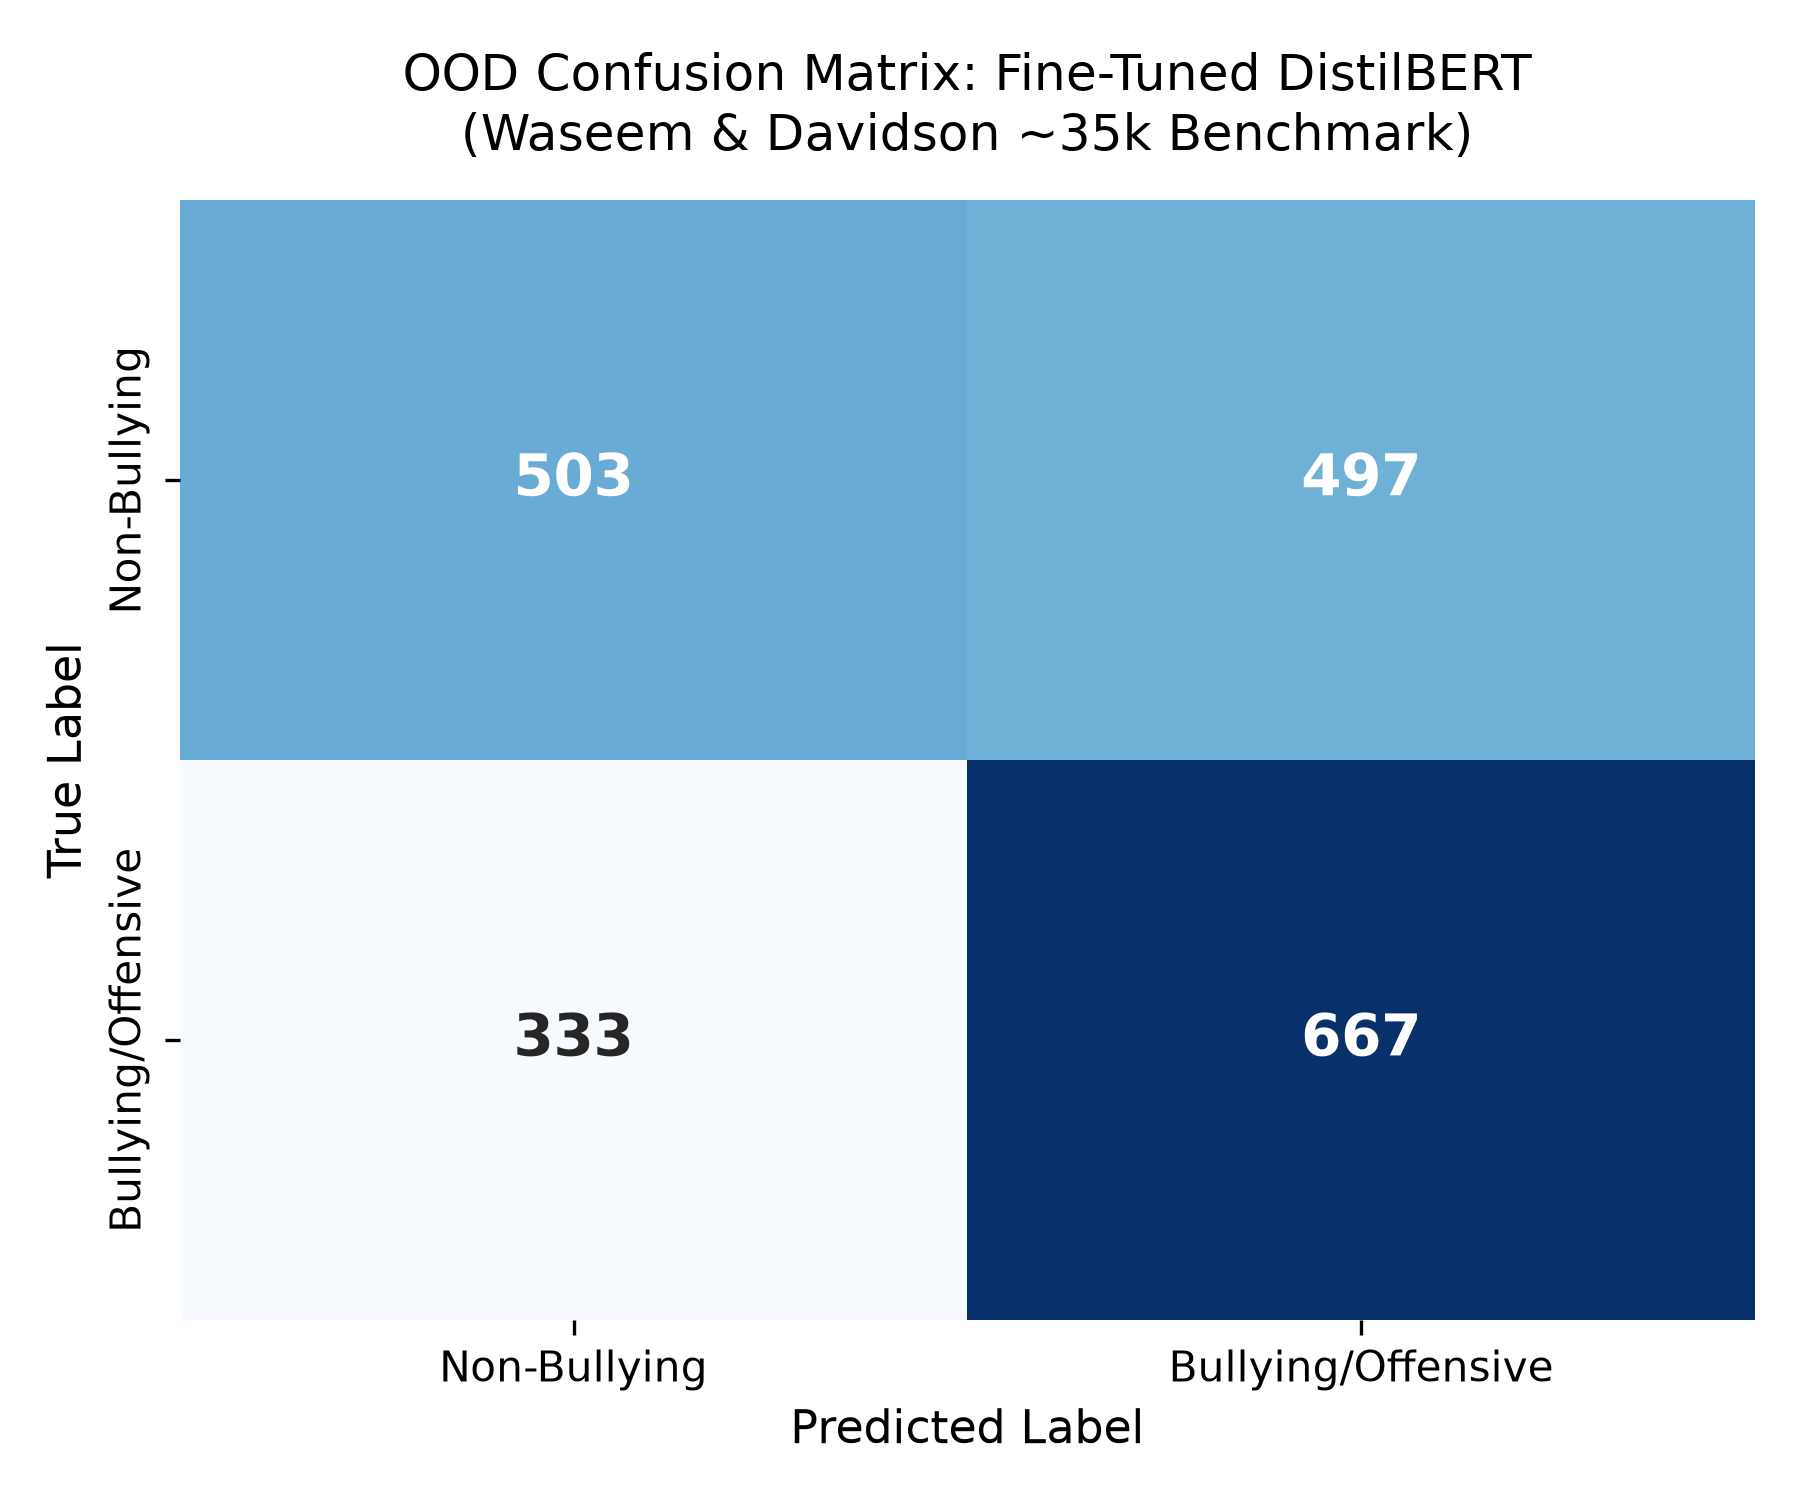 OOD Confusion Matrix: Fine-Tuned DistilBERT
(Waseem & Davidson ~35k Benchmark)
True Label
Non-Bullying
503
497
Bullying/Offensive
333
667
Non-Bullying
Bullying/Offensive
Predicted Label